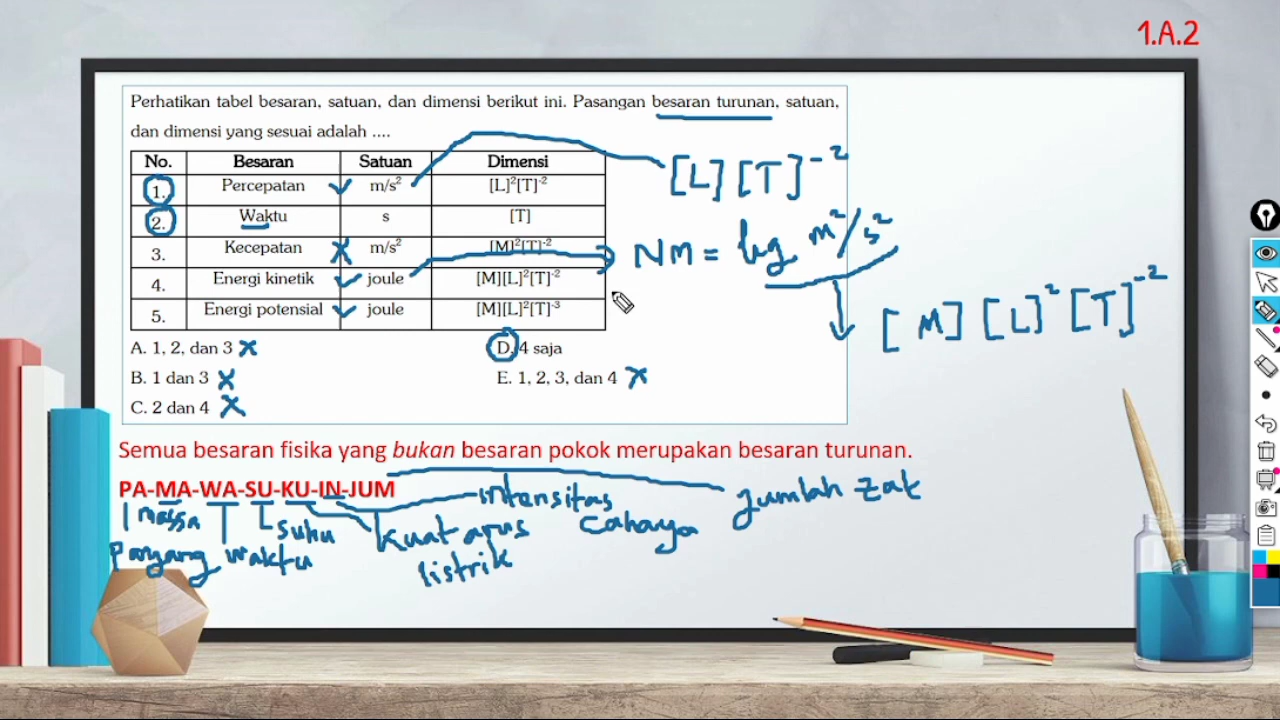 1.A.2
Perhatikan tabel besaran, satuan, dan dimensi berikut ini. Pasangan besaran turunan, satuan,
dan dimensi yang sesuai adalah ....
No. Besaran Satuan Dimensi
1. Percepatan m/s² [L]²[T]⁻²
2. Waktu s [T]
3. Kecepatan m/s² [M]²[T]⁻²
4. Energi kinetik joule [M][L]²[T]⁻²
5. Energi potensial joule [M][L]²[T]⁻³
[L][T]⁻²
Nm = kg m²/s²
[M][L]²[T]⁻²
A. 1, 2, dan 3 x
B. 1 dan 3 x
C. 2 dan 4 x
D. 4 saja
E. 1, 2, 3, dan 4 x
Semua besaran fisika yang bukan besaran pokok merupakan besaran turunan.
PA-MA-WA-SU-KU-IN-JUM
massa
panjang
waktu
suhu
kuat arus
listrik
intensitas
cahaya
jumlah zat